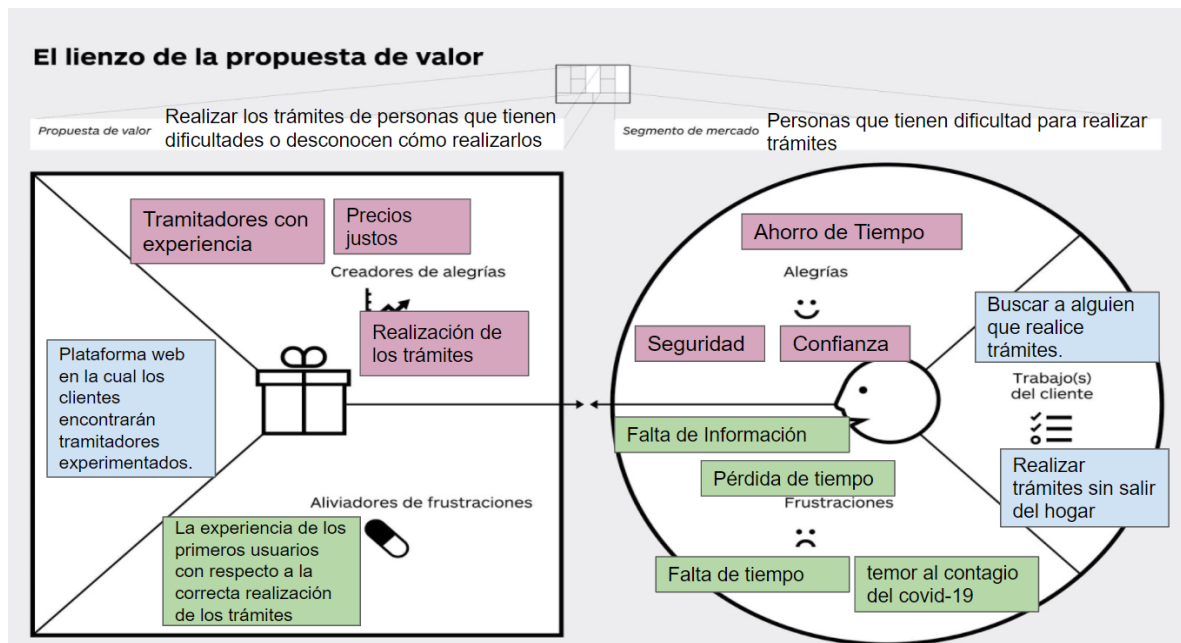 El lienzo de la propuesta de valor
Propuesta de valor
Realizar los trámites de personas que tienen
dificultades o desconocen cómo realizarlos
Segmento de mercado
Personas que tienen dificultad para realizar
trámites
Tramitadores con
experiencia
Precios
justos
Creadores de alegrías
Realización de
los trámites
Plataforma web
en la cual los
clientes
encontrarán
tramitadores
experimentados.
Aliviadores de frustraciones
La experiencia de los
primeros usuarios
con respecto a la
correcta realización
de los trámites
Ahorro de Tiempo
Alegrías
Seguridad
Confianza
Buscar a alguien
que realice
trámites.
Trabajo(s)
del cliente
Realizar
trámites sin salir
del hogar
Falta de Información
Pérdida de tiempo
Frustraciones
Falta de tiempo
temor al contagio
del covid-19